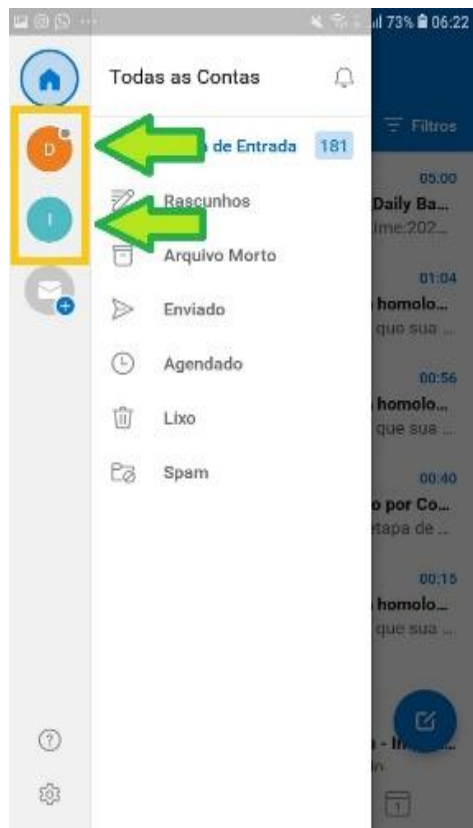 73% 06:22
Todas as Contas
de Entrada 181
Filtros
D
I
Rascunhos
Arquivo Morto
Enviado
Agendado
Lixo
Spam
05:00
Daily Ba...
01:04
homolo...
que sua ...
00:56
homolo...
que sua ...
00:40
o por Co...
etapa de ...
00:15
homolo...
que sua ...
1